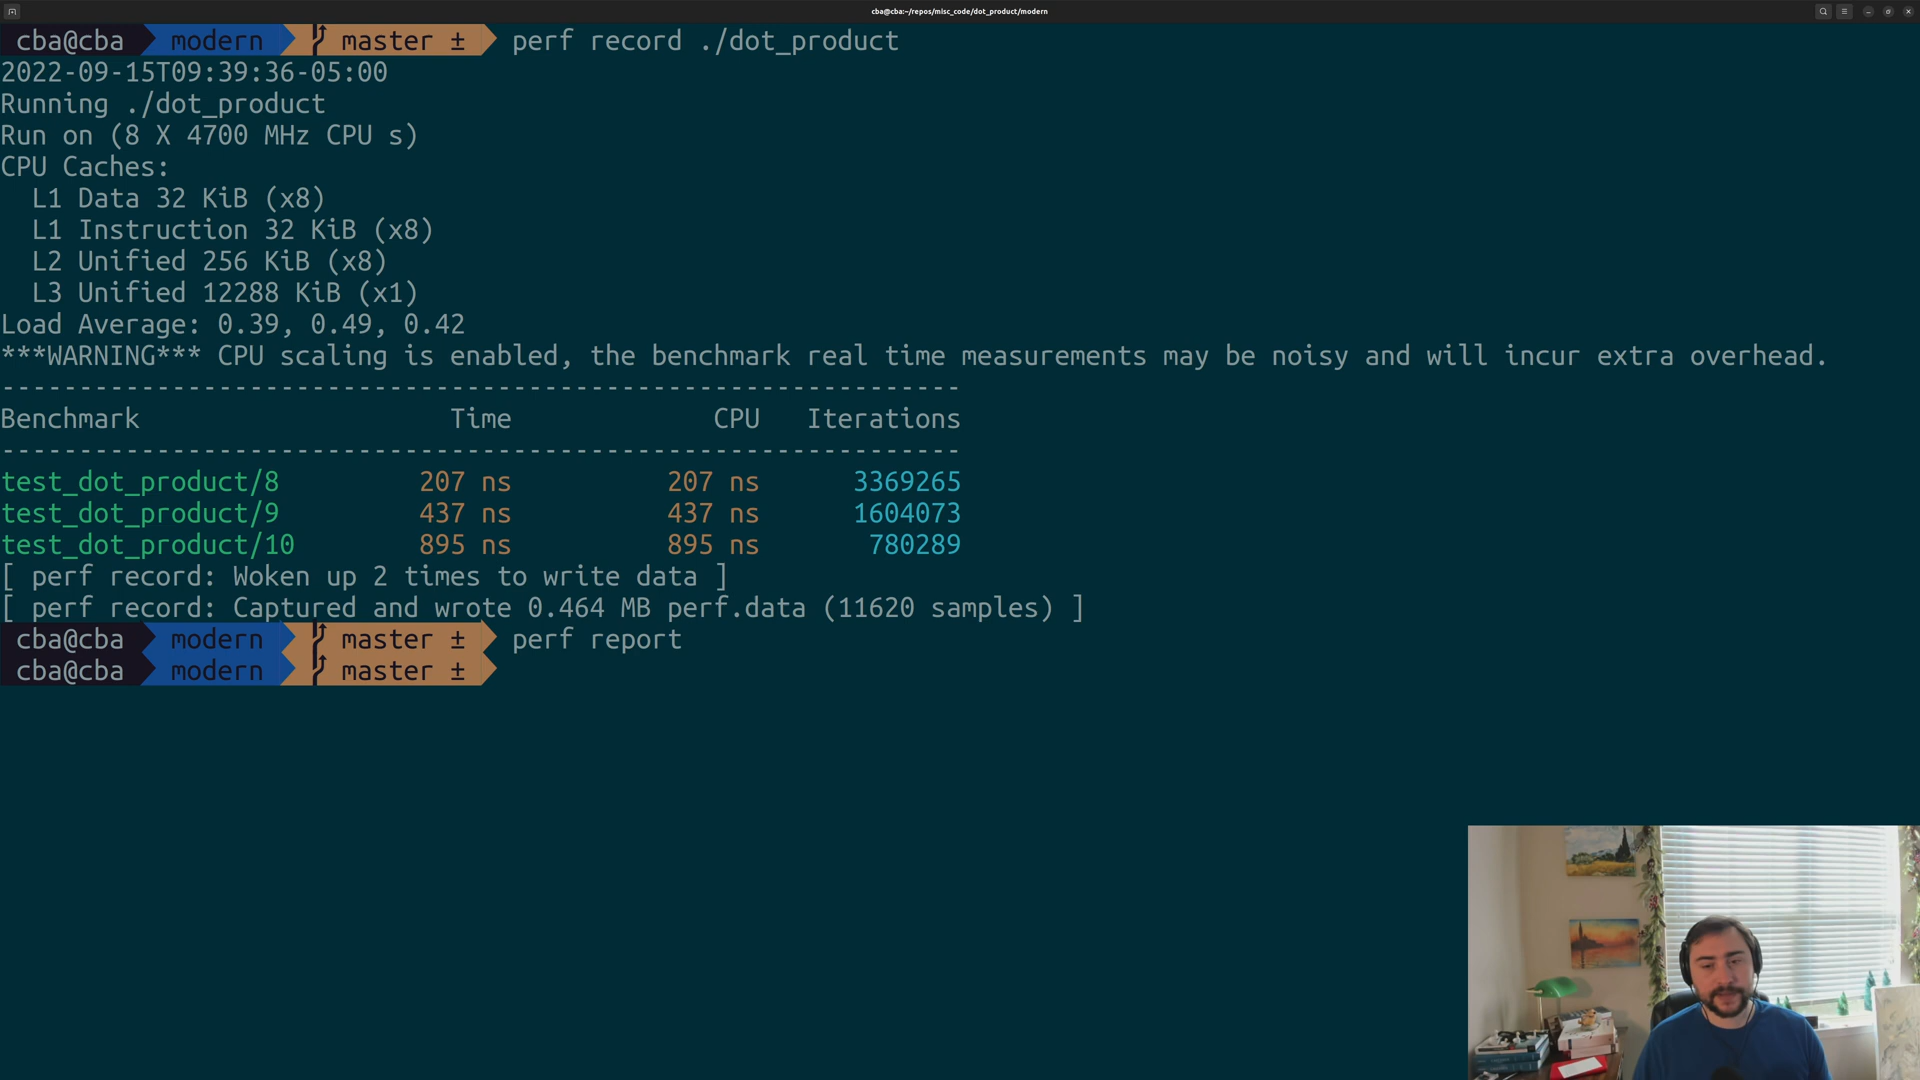 cba@cba:~/repos/misc_code/dot_product/modern
cba@cba modern master ± perf record ./dot_product
2022-09-15T09:39:36-05:00
Running ./dot_product
Run on (8 X 4700 MHz CPU s)
CPU Caches:
L1 Data 32 KiB (x8)
L1 Instruction 32 KiB (x8)
L2 Unified 256 KiB (x8)
L3 Unified 12288 KiB (x1)
Load Average: 0.39, 0.49, 0.42
***WARNING*** CPU scaling is enabled, the benchmark real time measurements may be noisy and will incur extra overhead.
--------------------------------------------------------------
Benchmark Time CPU Iterations
--------------------------------------------------------------
test_dot_product/8 207 ns 207 ns 3369265
test_dot_product/9 437 ns 437 ns 1604073
test_dot_product/10 895 ns 895 ns 780289
[ perf record: Woken up 2 times to write data ]
[ perf record: Captured and wrote 0.464 MB perf.data (11620 samples) ]
cba@cba modern master ± perf report
cba@cba modern master ±